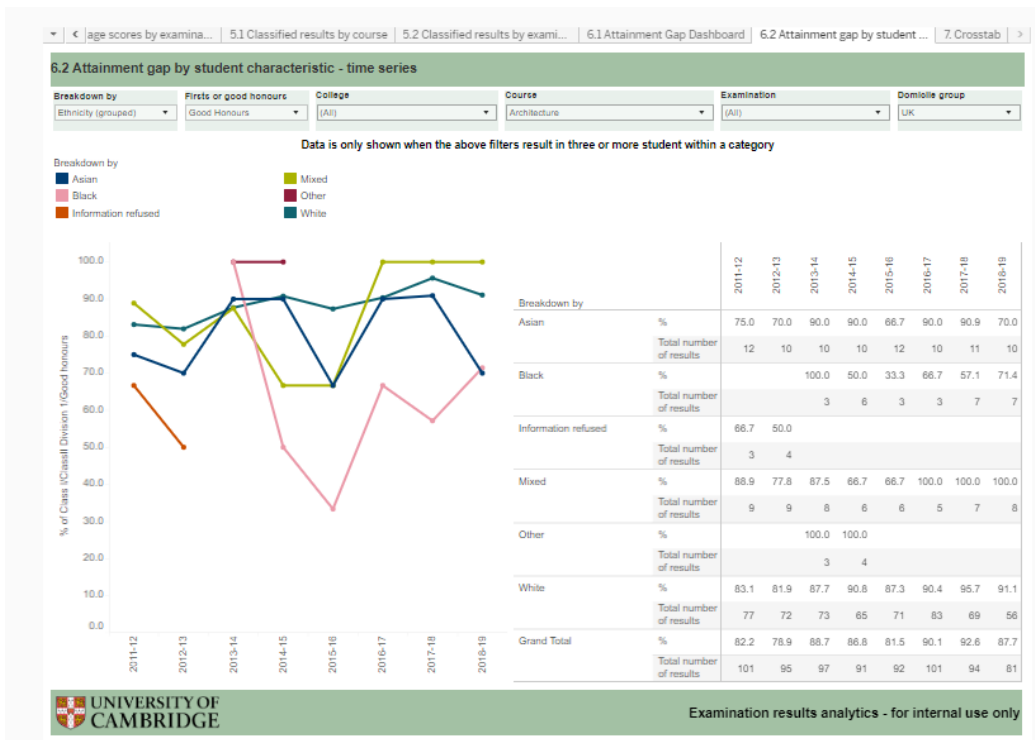 age scores by examina...
5.1 Classified results by course
5.2 Classified results by exami...
6.1 Attainment Gap Dashboard
6.2 Attainment gap by student ...
7. Crosstab
6.2 Attainment gap by student characteristic - time series
Breakdown by Firsts or good honours College Course Examination Domicile group
Ethnicity (grouped) Good Honours (All) Architecture (All) UK
Data is only shown when the above filters result in three or more student within a category
Breakdown by
Asian Mixed
Black Other
Information refused White
% of Class I/ClassII Division 1/Good honours
100.0
90.0
80.0
70.0
60.0
50.0
40.0
30.0
20.0
10.0
0.0
2011-12 2012-13 2013-14 2014-15 2015-16 2016-17 2017-18 2018-19
Breakdown by 2011-12 2012-13 2013-14 2014-15 2015-16 2016-17 2017-18 2018-19
Asian % 75.0 70.0 90.0 90.0 66.7 90.0 90.9 70.0
Total number
of results 12 10 10 10 12 10 11 10
Black % 100.0 50.0 33.3 66.7 57.1 71.4
Total number
of results 3 6 3 3 7 7
Information refused % 66.7 50.0
Total number
of results 3 4
Mixed % 88.9 77.8 87.5 66.7 66.7 100.0 100.0 100.0
Total number
of results 9 9 8 6 6 5 7 8
Other % 100.0 100.0
Total number
of results 3 4
White % 83.1 81.9 87.7 90.8 87.3 90.4 95.7 91.1
Total number
of results 77 72 73 65 71 83 69 56
Grand Total % 82.2 78.9 88.7 86.8 81.5 90.1 92.6 87.7
Total number
of results 101 95 97 91 92 101 94 81
UNIVERSITY OF
CAMBRIDGE
Examination results analytics - for internal use only